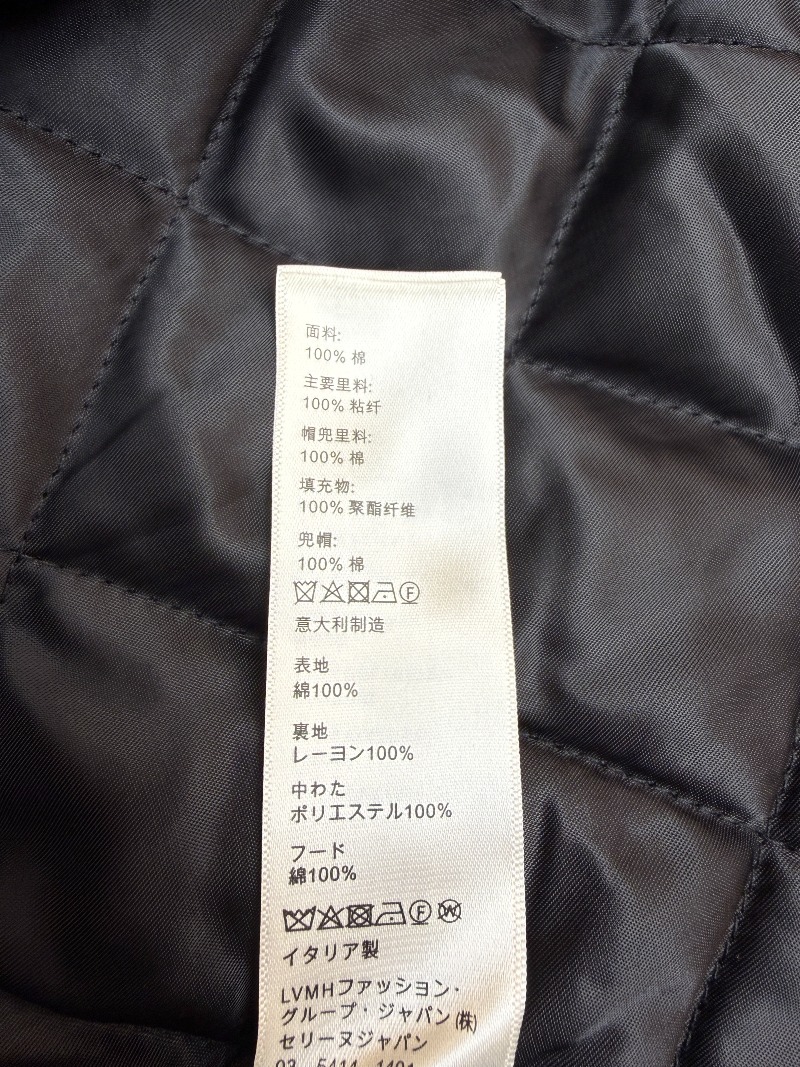 面料:
100% 棉
主要里料:
100% 粘纤
帽兜里料:
100% 棉
填充物:
100% 聚酯纤维
兜帽:
100% 棉
F
意大利制造
表地
綿100%
裏地
レーヨン100%
中わた
ポリエステル100%
フード
綿100%
F W
イタリア製
LVMHファッション・
グループ・ジャパン㈱
セリーヌジャパン
03 5414 1401